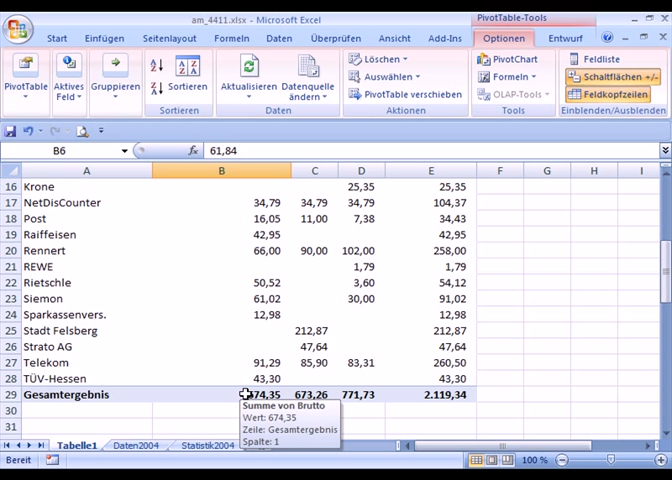 am_4411.xlsx - Microsoft Excel
PivotTable-Tools
Start Einfügen Seitenlayout Formeln Daten Überprüfen Ansicht Add-Ins Optionen Entwurf
PivotTable
Aktives Feld
Gruppieren
Sortieren
Sortieren
Aktualisieren
Datenquelle ändern
Daten
Löschen
Auswählen
PivotTable verschieben
Aktionen
PivotChart
Formeln
OLAP-Tools
Tools
Feldliste
Schaltflächen +/-
Feldkopfzeilen
Einblenden/Ausblenden
B6 fx 61,84
A B C D E F G H I
16 Krone 25,35 25,35
17 NetDisCounter 34,79 34,79 34,79 104,37
18 Post 16,05 11,00 7,38 34,43
19 Raiffeisen 42,95 42,95
20 Rennert 66,00 90,00 102,00 258,00
21 REWE 1,79 1,79
22 Rietschle 50,52 3,60 54,12
23 Siemon 61,02 30,00 91,02
24 Sparkassenvers. 12,98 12,98
25 Stadt Felsberg 212,87 212,87
26 Strato AG 47,64 47,64
27 Telekom 91,29 85,90 83,31 260,50
28 TÜV-Hessen 43,30 43,30
29 Gesamtergebnis 674,35 673,26 771,73 2.119,34
30
31
Summe von Brutto
Wert: 674,35
Zeile: Gesamtergebnis
Spalte: 1
Tabelle1 Daten2004 Statistik2004
Bereit 100 %